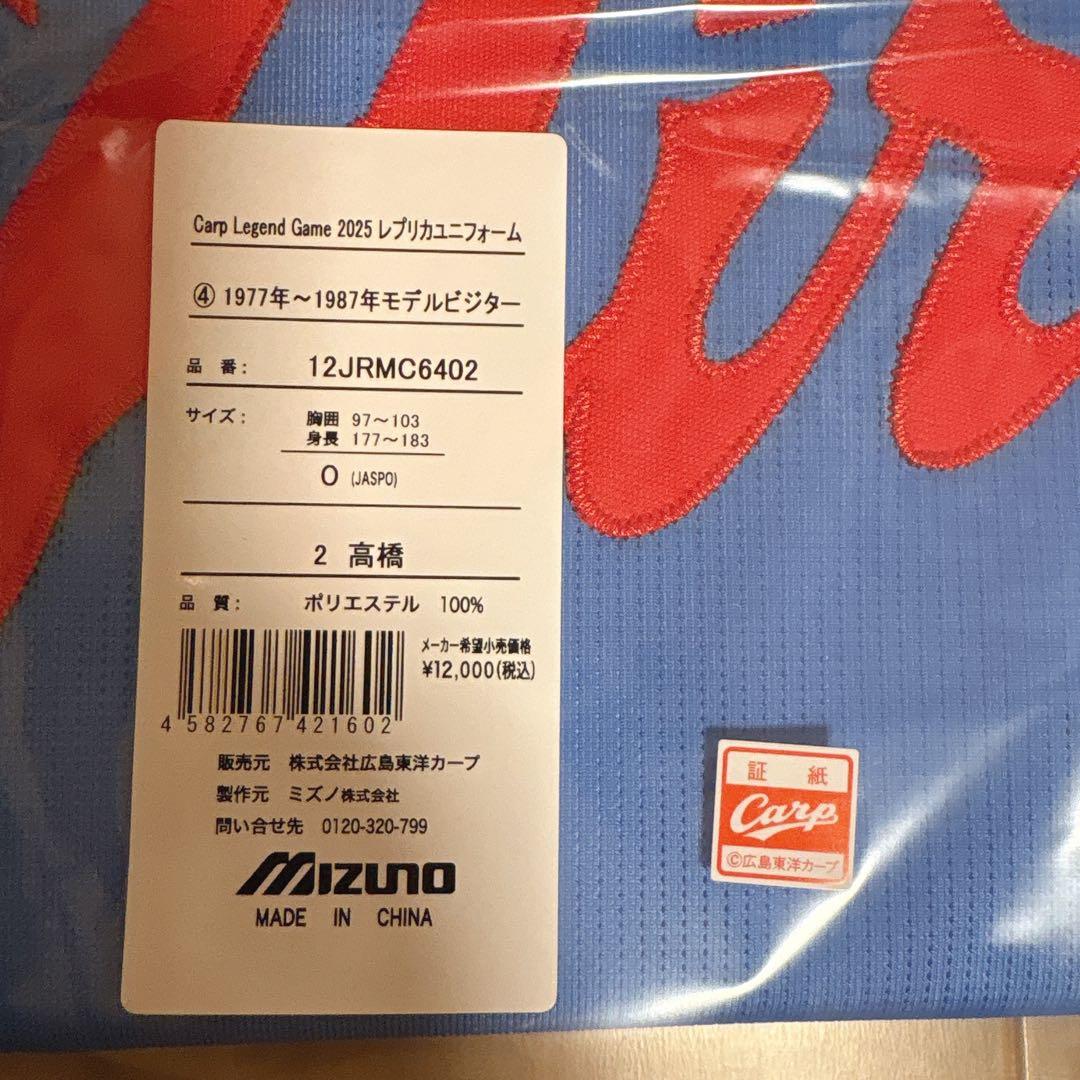 Carp Legend Game 2025 レプリカユニフォーム
④ 1977年～1987年モデルビジター
品 番： 12JRMC6402
サイズ： 胸囲 97～103
身長 177～183
O (JASPO)
2 高橋
品 質： ポリエステル 100%
メーカー希望小売価格
¥12,000(税込)
4 582767 421602
販売元 株式会社広島東洋カープ
製作元 ミズノ株式会社
問い合せ先 0120-320-799
MIZUNO
MADE IN CHINA
証 紙
Carp
©広島東洋カープ